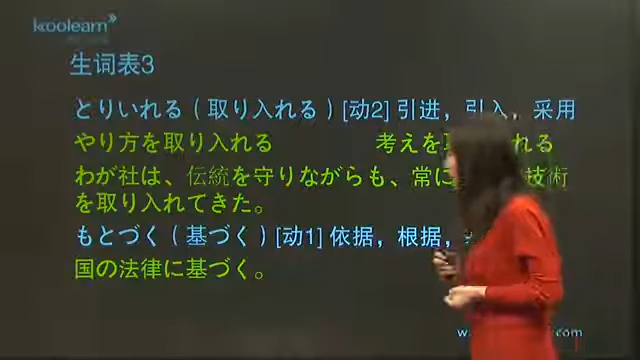 koolearn
生词表3
とりいれる（取り入れる）[动2] 引进，引入，采用
やり方を取り入れる 考えを れる
わが社は、伝統を守りながらも、常に 技術
を取り入れてきた。
もとづく（基づく）[动1] 依据，根据，
国の法律に基づく。